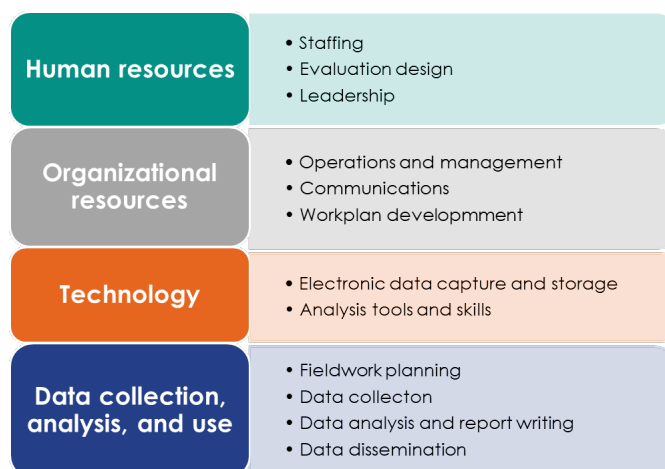 Human resources
• Staffing
• Evaluation design
• Leadership
Organizational
resources
• Operations and management
• Communications
• Workplan developmment
Technology
• Electronic data capture and storage
• Analysis tools and skills
Data collection,
analysis, and use
• Fieldwork planning
• Data collecton
• Data analysis and report writing
• Data dissemination